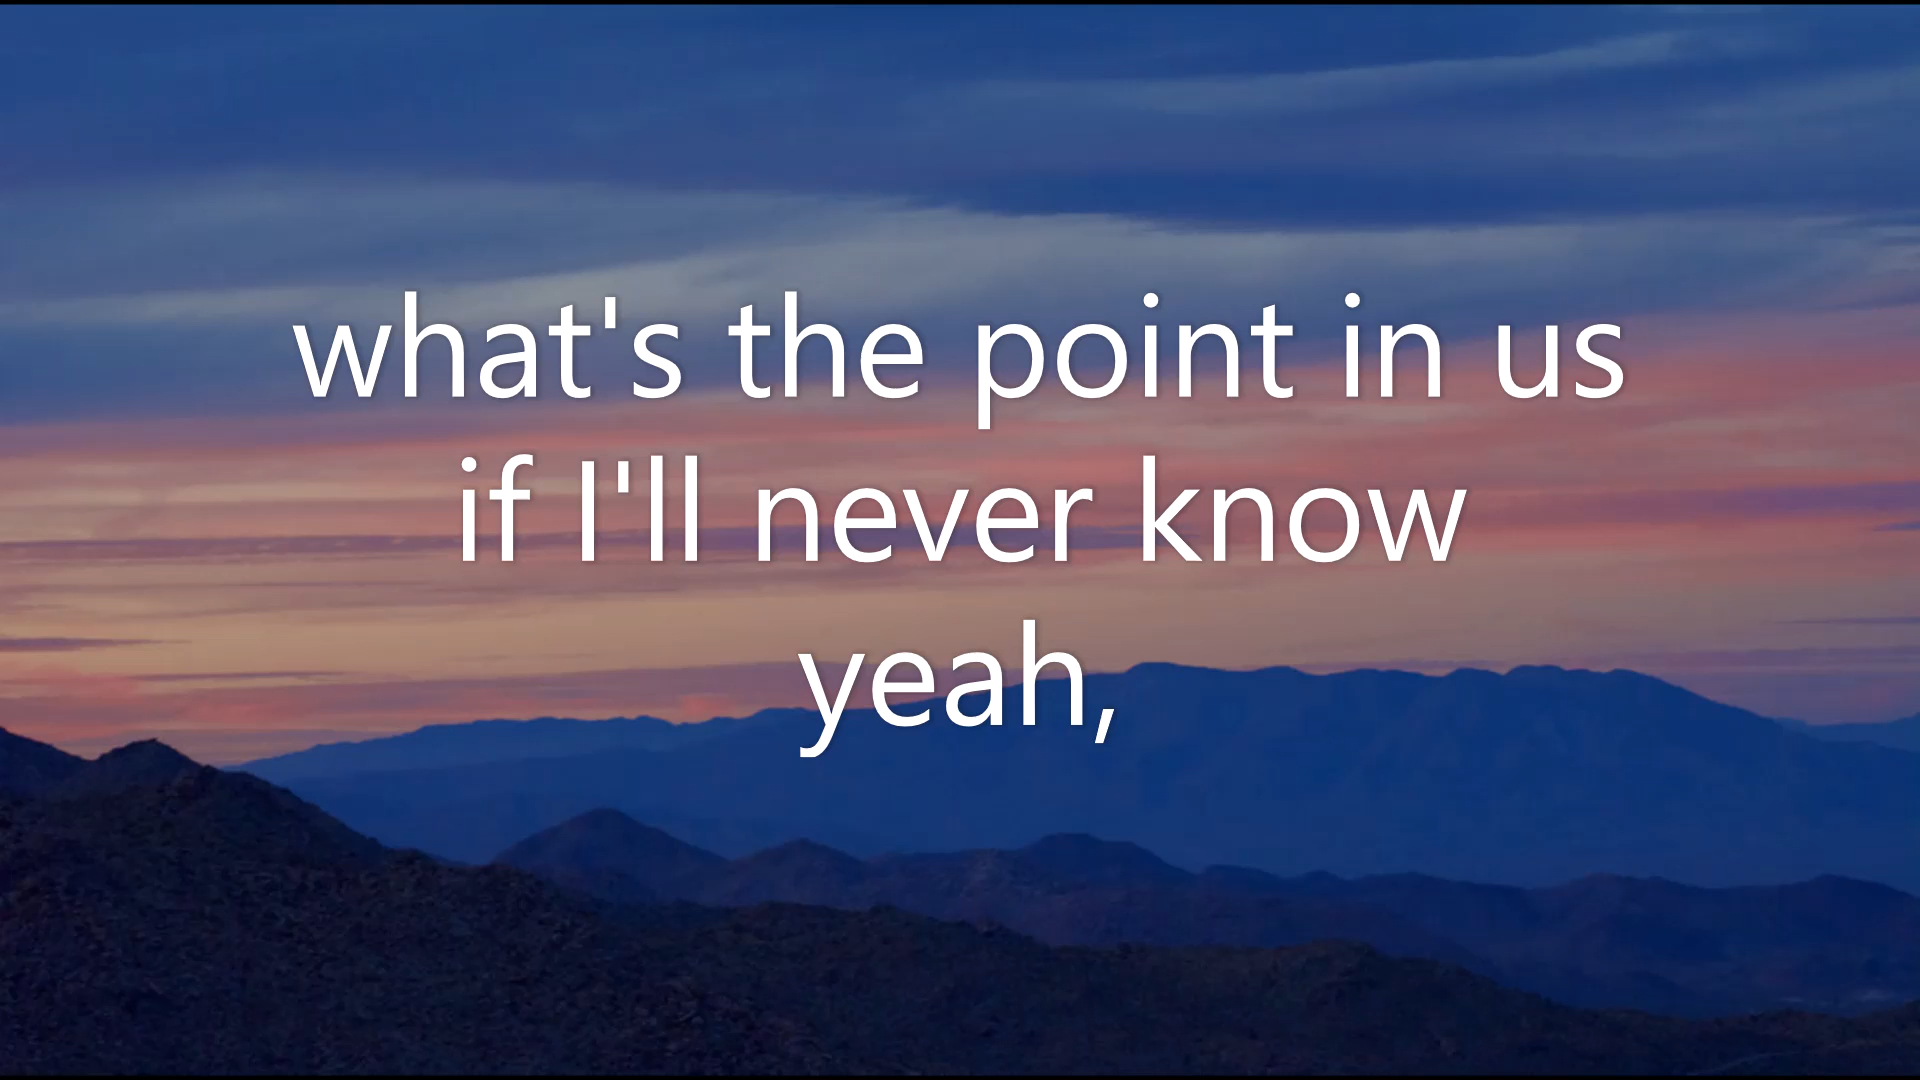 what's the point in us
if I'll never know
yeah,